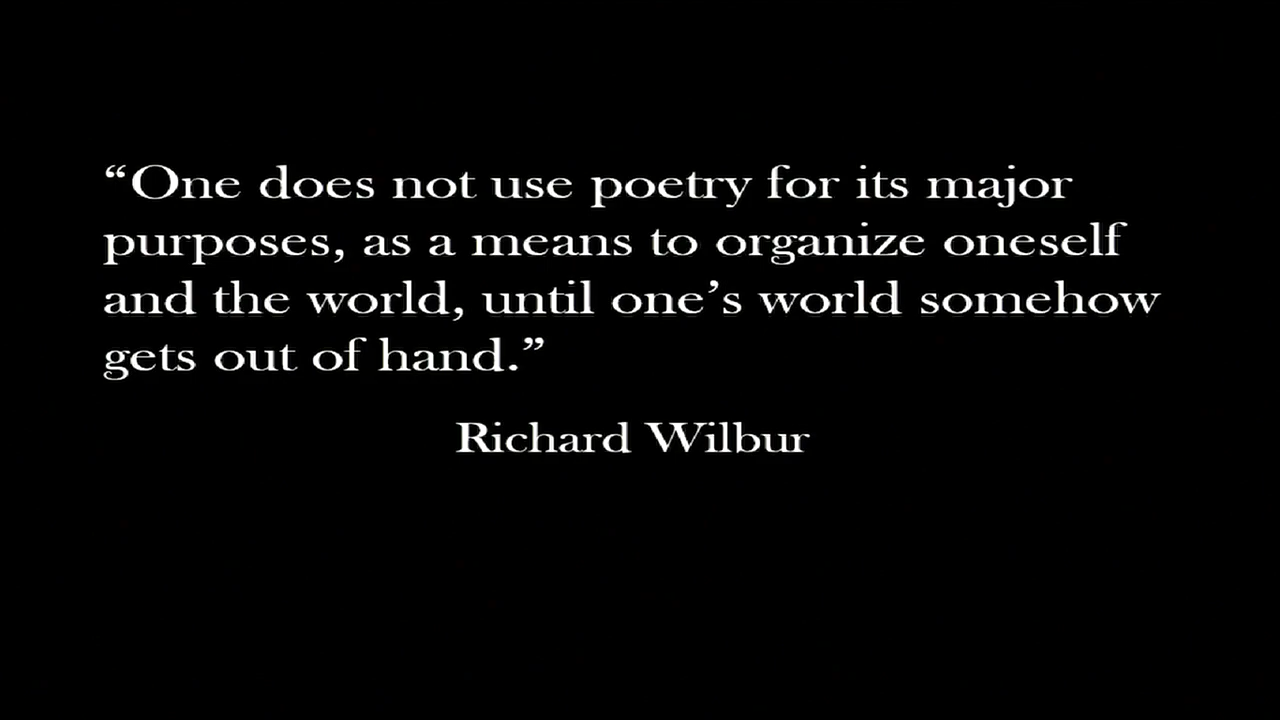 “One does not use poetry for its major
purposes, as a means to organize oneself
and the world, until one’s world somehow
gets out of hand.”
Richard Wilbur